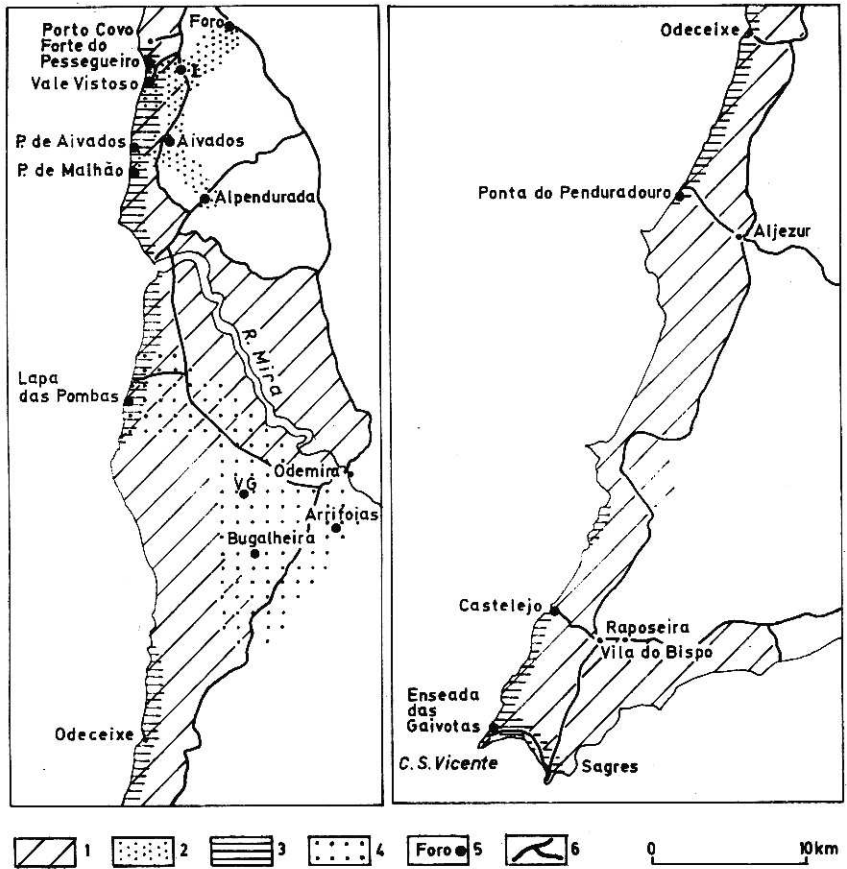 Foro
Porto Covo
Forte do
Pessegueiro
Vale Vistoso
P. de Aivados
Aivados
P. de Malhão
Alpendurada
R. Mira
Lapa
das Pombas
Odemira
VG
Arrifoias
Bugalheira
Odeceixe
Odeceixe
Ponta do Penduradouro
Aljezur
Castelejo
Raposeira
Vila do Bispo
Enseada
das
Gaivotas
C. S. Vicente
Sagres
1 2 3 4 Foro 5 6 0 10 km